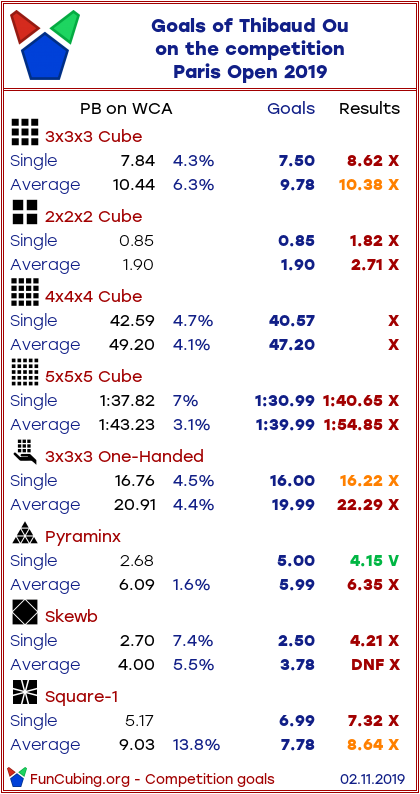 Goals of Thibaud Ou
on the competition
Paris Open 2019
PB on WCA Goals Results
3x3x3 Cube
Single 7.84 4.3% 7.50 8.62 X
Average 10.44 6.3% 9.78 10.38 X
2x2x2 Cube
Single 0.85 0.85 1.82 X
Average 1.90 1.90 2.71 X
4x4x4 Cube
Single 42.59 4.7% 40.57 X
Average 49.20 4.1% 47.20 X
5x5x5 Cube
Single 1:37.82 7% 1:30.99 1:40.65 X
Average 1:43.23 3.1% 1:39.99 1:54.85 X
3x3x3 One-Handed
Single 16.76 4.5% 16.00 16.22 X
Average 20.91 4.4% 19.99 22.29 X
Pyraminx
Single 2.68 5.00 4.15 V
Average 6.09 1.6% 5.99 6.35 X
Skewb
Single 2.70 7.4% 2.50 4.21 X
Average 4.00 5.5% 3.78 DNF X
Square-1
Single 5.17 6.99 7.32 X
Average 9.03 13.8% 7.78 8.64 X
FunCubing.org - Competition goals 02.11.2019